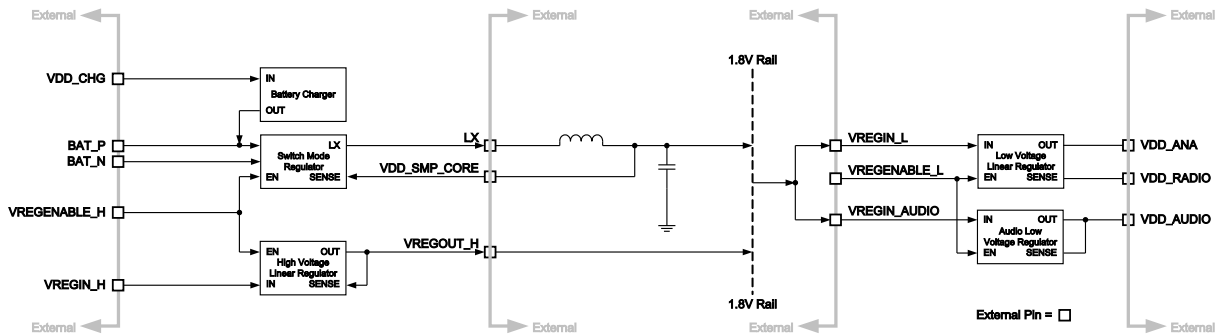 External
External
External
External
VDD_CHG
IN
Battery Charger
OUT
1.8V Rail
BAT_P
BAT_N
LX
Switch Mode
Regulator
EN
SENSE
LX
VDD_SMP_CORE
VREGENABLE_H
EN
OUT
High Voltage
Linear Regulator
IN
SENSE
VREGOUT_H
VREGIN_H
1.8V Rail
VREGIN_L
VREGENABLE_L
VREGIN_AUDIO
IN
OUT
Low Voltage
Linear Regulator
EN
SENSE
VDD_ANA
VDD_RADIO
IN
OUT
Audio Low
Voltage Regulator
EN
SENSE
VDD_AUDIO
External Pin =
External
External
External
External